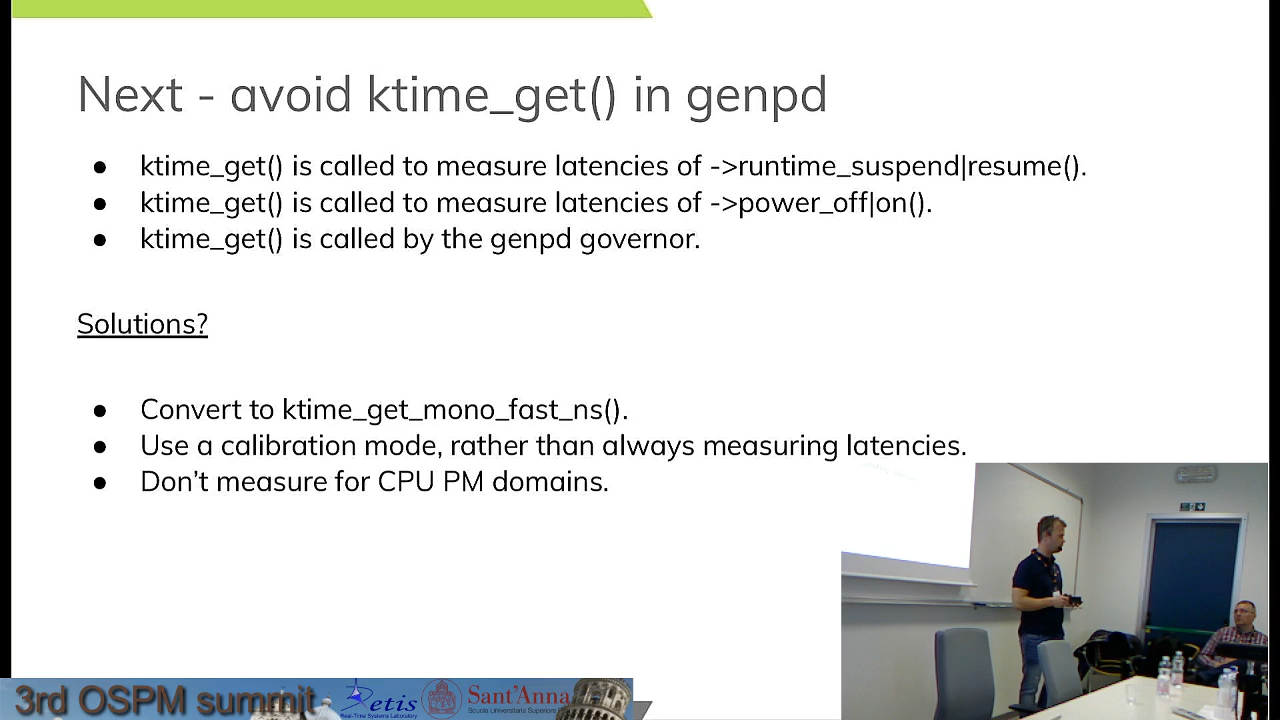 Next - avoid ktime_get() in genpd
● ktime_get() is called to measure latencies of ->runtime_suspend|resume().
● ktime_get() is called to measure latencies of ->power_off|on().
● ktime_get() is called by the genpd governor.
Solutions?
● Convert to ktime_get_mono_fast_ns().
● Use a calibration mode, rather than always measuring latencies.
● Don't measure for CPU PM domains.
3rd OSPM summit
Retis
Real-Time Systems Laboratory
Sant'Anna
Scuola Universitaria Superiore